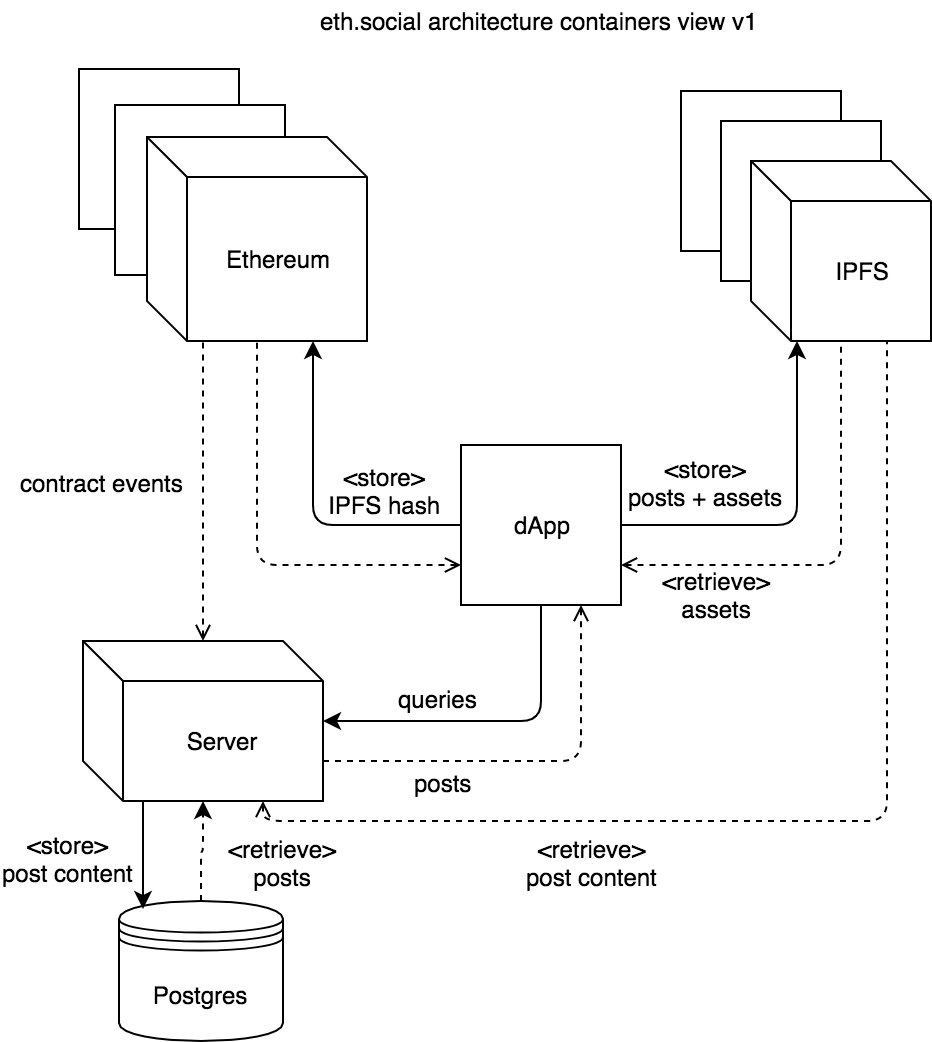 eth.social architecture containers view v1
Ethereum
IPFS
contract events
<store>
IPFS hash
<store>
posts + assets
dApp
<retrieve>
assets
queries
Server
posts
<store>
post content
<retrieve>
posts
<retrieve>
post content
Postgres